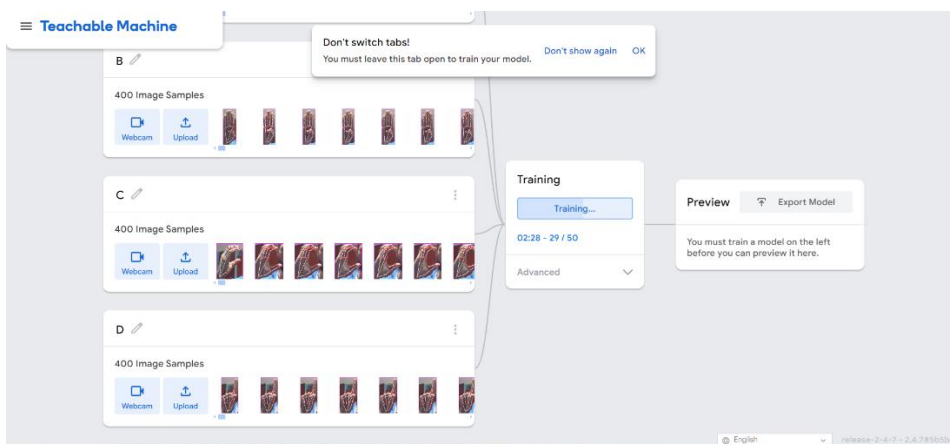 Teachable Machine
Don't switch tabs!
You must leave this tab open to train your model.
Don't show again
OK
B
400 Image Samples
Webcam
Upload
C
400 Image Samples
Webcam
Upload
D
400 Image Samples
Webcam
Upload
Training
Training...
02:28 - 29 / 50
Advanced
Preview
Export Model
You must train a model on the left
before you can preview it here.
English